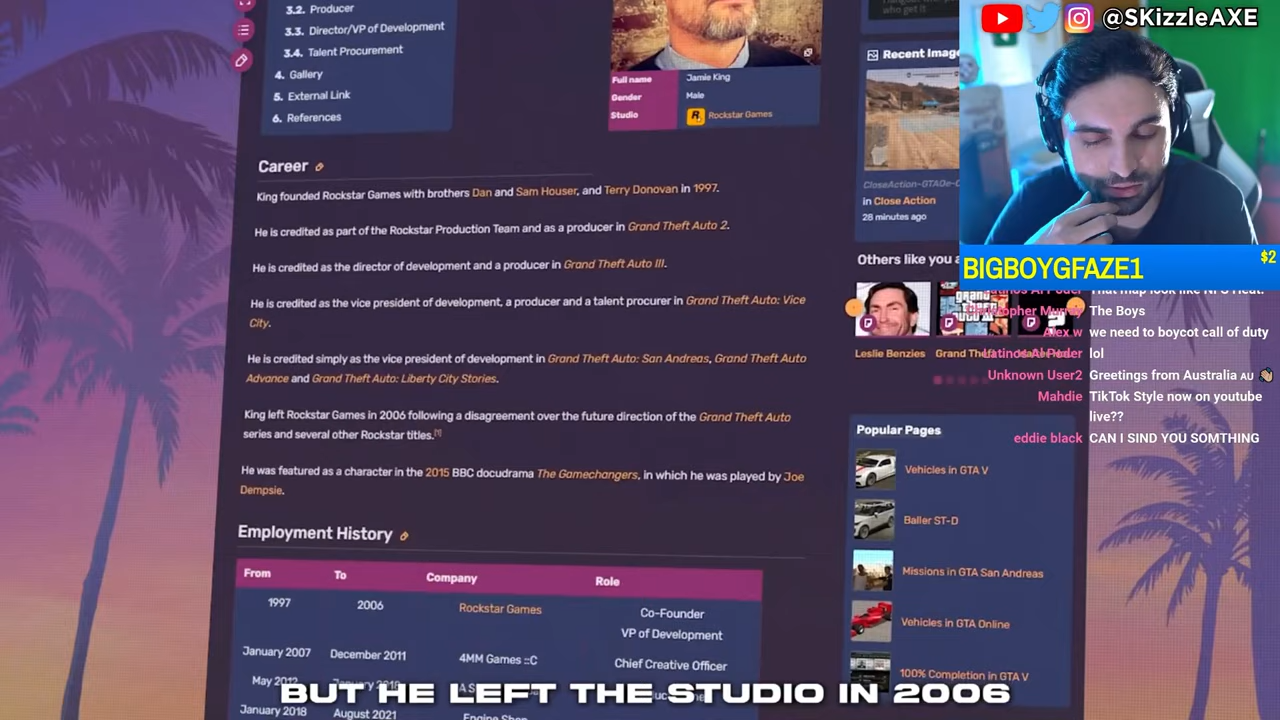 3.2. Producer
3.3. Director/VP of Development
3.4. Talent Procurement
4. Gallery
5. External Link
6. References
Full name Jamie King
Gender Male
Studio Rockstar Games
who get it
Recent Image
in Close Action
28 minutes ago
@SKizzleAXE
BIGBOYGFAZE1
$2
Career
King founded Rockstar Games with brothers Dan and Sam Houser, and Terry Donovan in 1997.
He is credited as part of the Rockstar Production Team and as a producer in Grand Theft Auto 2.
He is credited as the director of development and a producer in Grand Theft Auto III.
He is credited as the vice president of development, a producer and a talent procurer in Grand Theft Auto: Vice
City.
He is credited simply as the vice president of development in Grand Theft Auto: San Andreas, Grand Theft Auto
Advance and Grand Theft Auto: Liberty City Stories.
King left Rockstar Games in 2006 following a disagreement over the future direction of the Grand Theft Auto
series and several other Rockstar titles.[1]
He was featured as a character in the 2015 BBC docudrama The Gamechangers, in which he was played by Joe
Dempsie.
Others like you a
Leslie Benzies
Grand
The Boys
Alex.w we need to boycot call of duty
lol
Unknown User2 Greetings from Australia AU
Mahdie TikTok Style now on youtube
live??
eddie black CAN I SIND YOU SOMTHING
Popular Pages
Vehicles in GTA V
Baller ST-D
Missions in GTA San Andreas
Vehicles in GTA Online
100% Completion in GTA V
Employment History
From To Company Role
1997 2006 Rockstar Games Co-Founder
VP of Development
January 2007 December 2011 4MM Games ::C Chief Creative Officer
May
January 2018 August 2021
BUT HE LEFT THE STUDIO IN 2006